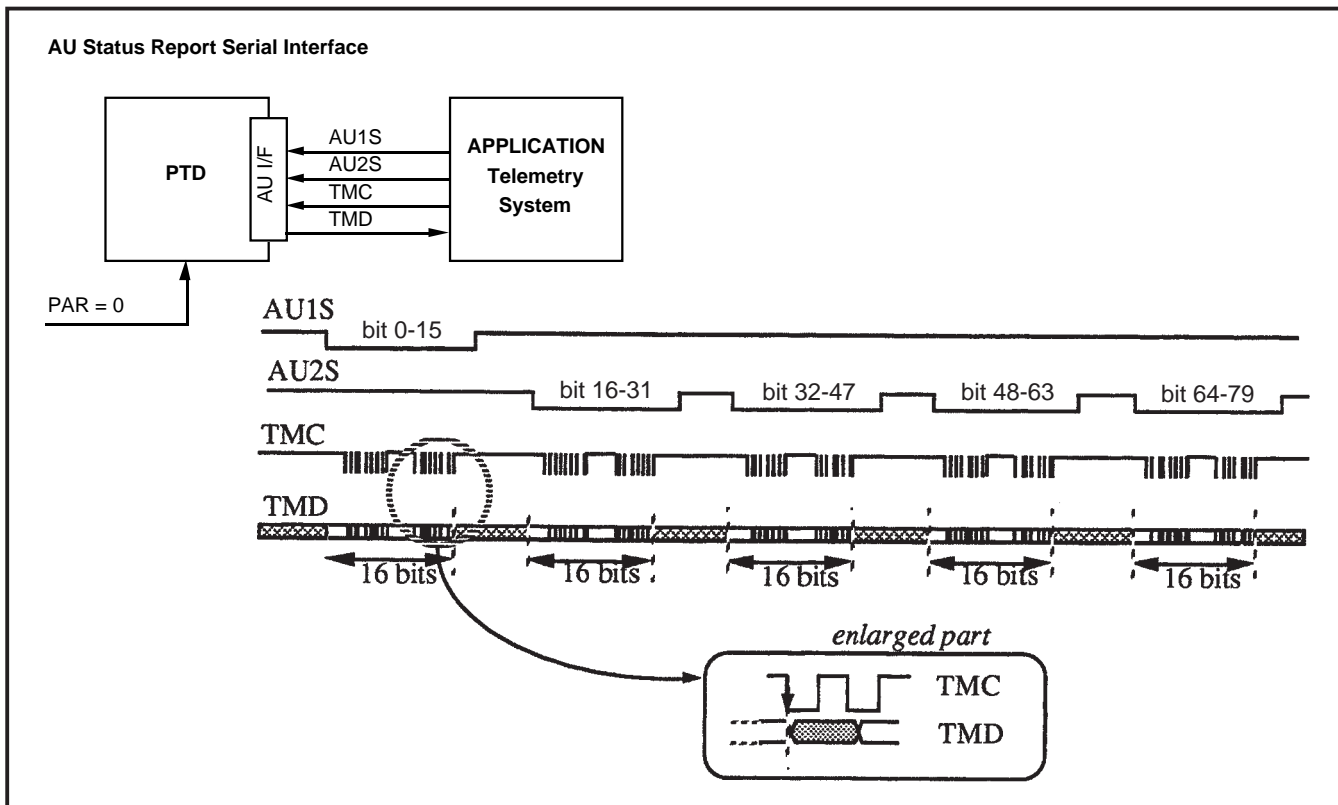 AU Status Report Serial Interface
PTD
AU I/F
AU1S
AU2S
TMC
TMD
APPLICATION
Telemetry
System
PAR = 0
AU1S
bit 0-15
AU2S
bit 16-31
bit 32-47
bit 48-63
bit 64-79
TMC
TMD
16 bits
16 bits
16 bits
16 bits
16 bits
enlarged part
TMC
TMD